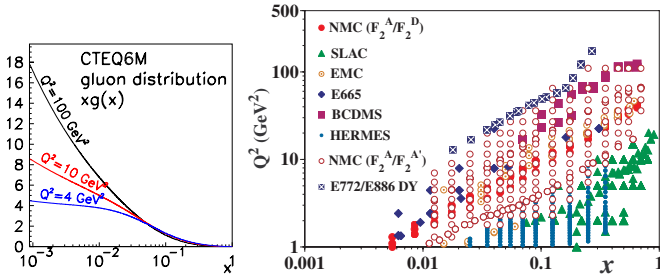 CTEQ6M
gluon distribution
xg(x)
Q²=100 GeV²
Q²=10 GeV²
Q²=4 GeV²
18
16
14
12
10
8
6
4
2
0
10⁻³
10⁻²
10⁻¹
1
x
500
100
10
1
Q² (GeV²)
NMC (F₂ᴬ/F₂ᴰ)
SLAC
EMC
E665
BCDMS
HERMES
NMC (F₂ᴬ/F₂ᴬ')
E772/E886 DY
0.001
0.01
0.1
x
1